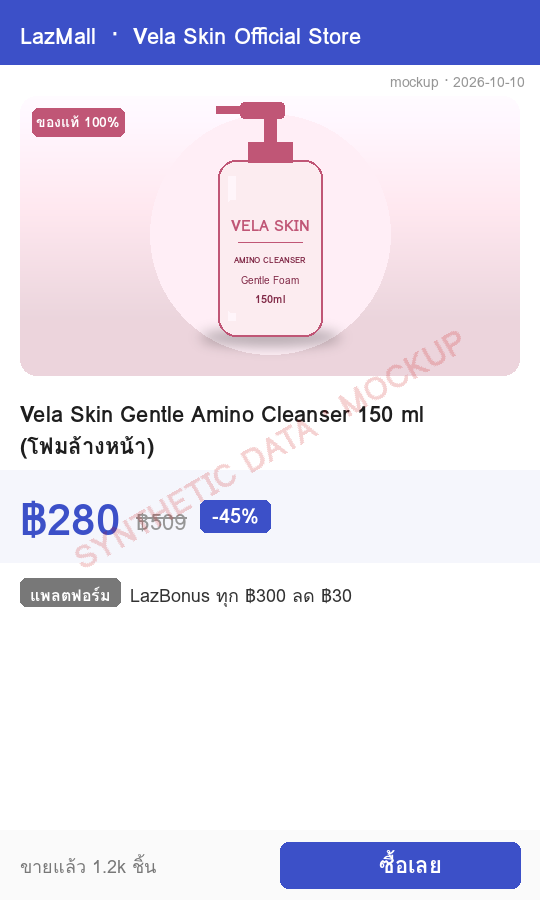 LazMall · Vela Skin Official Store
mockup · 2026-10-10
ของแท้ 100%
VELA SKIN
AMINO CLEANSER
Gentle Foam
150ml
Vela Skin Gentle Amino Cleanser 150 ml
(โฟมล้างหน้า)
SYNTHETIC DATA · MOCKUP
฿280 ฿509 -45%
แพลตฟอร์ม LazBonus ทุก ฿300 ลด ฿30
ขายแล้ว 1.2k ชิ้น ซื้อเลย